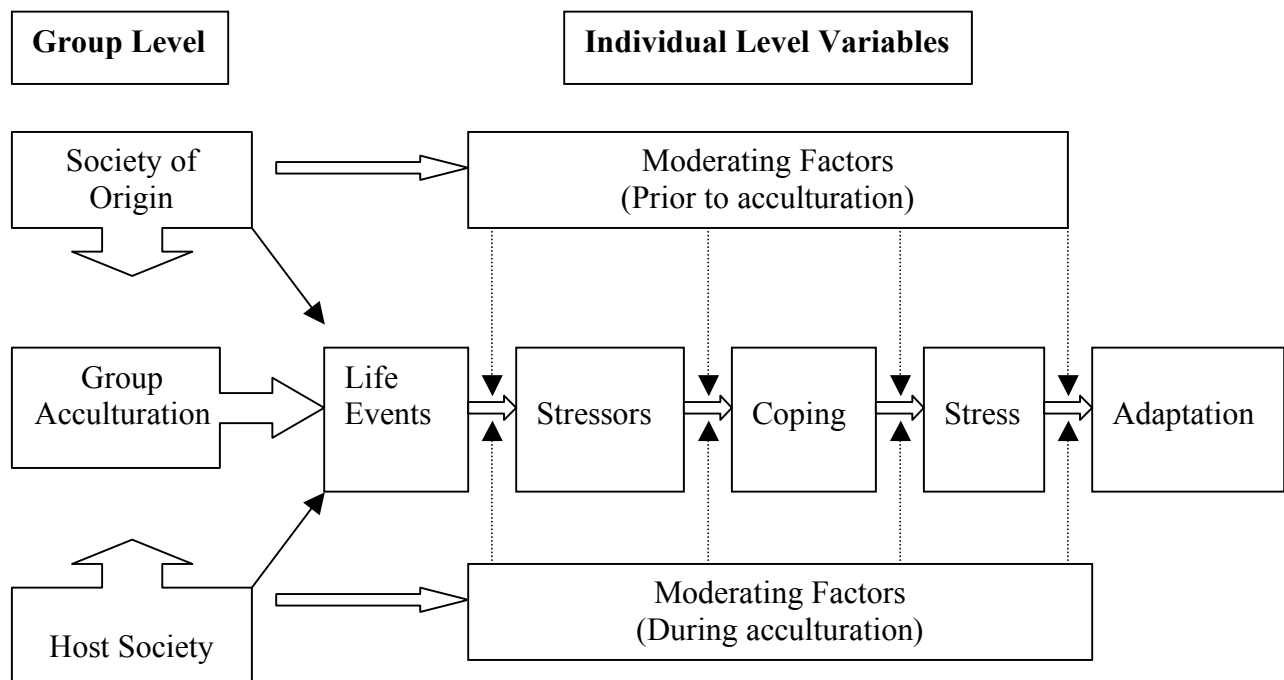 Group Level
Individual Level Variables
Society of
Origin
Moderating Factors
(Prior to acculturation)
Group
Acculturation
Life
Events
Stressors
Coping
Stress
Adaptation
Moderating Factors
(During acculturation)
Host Society